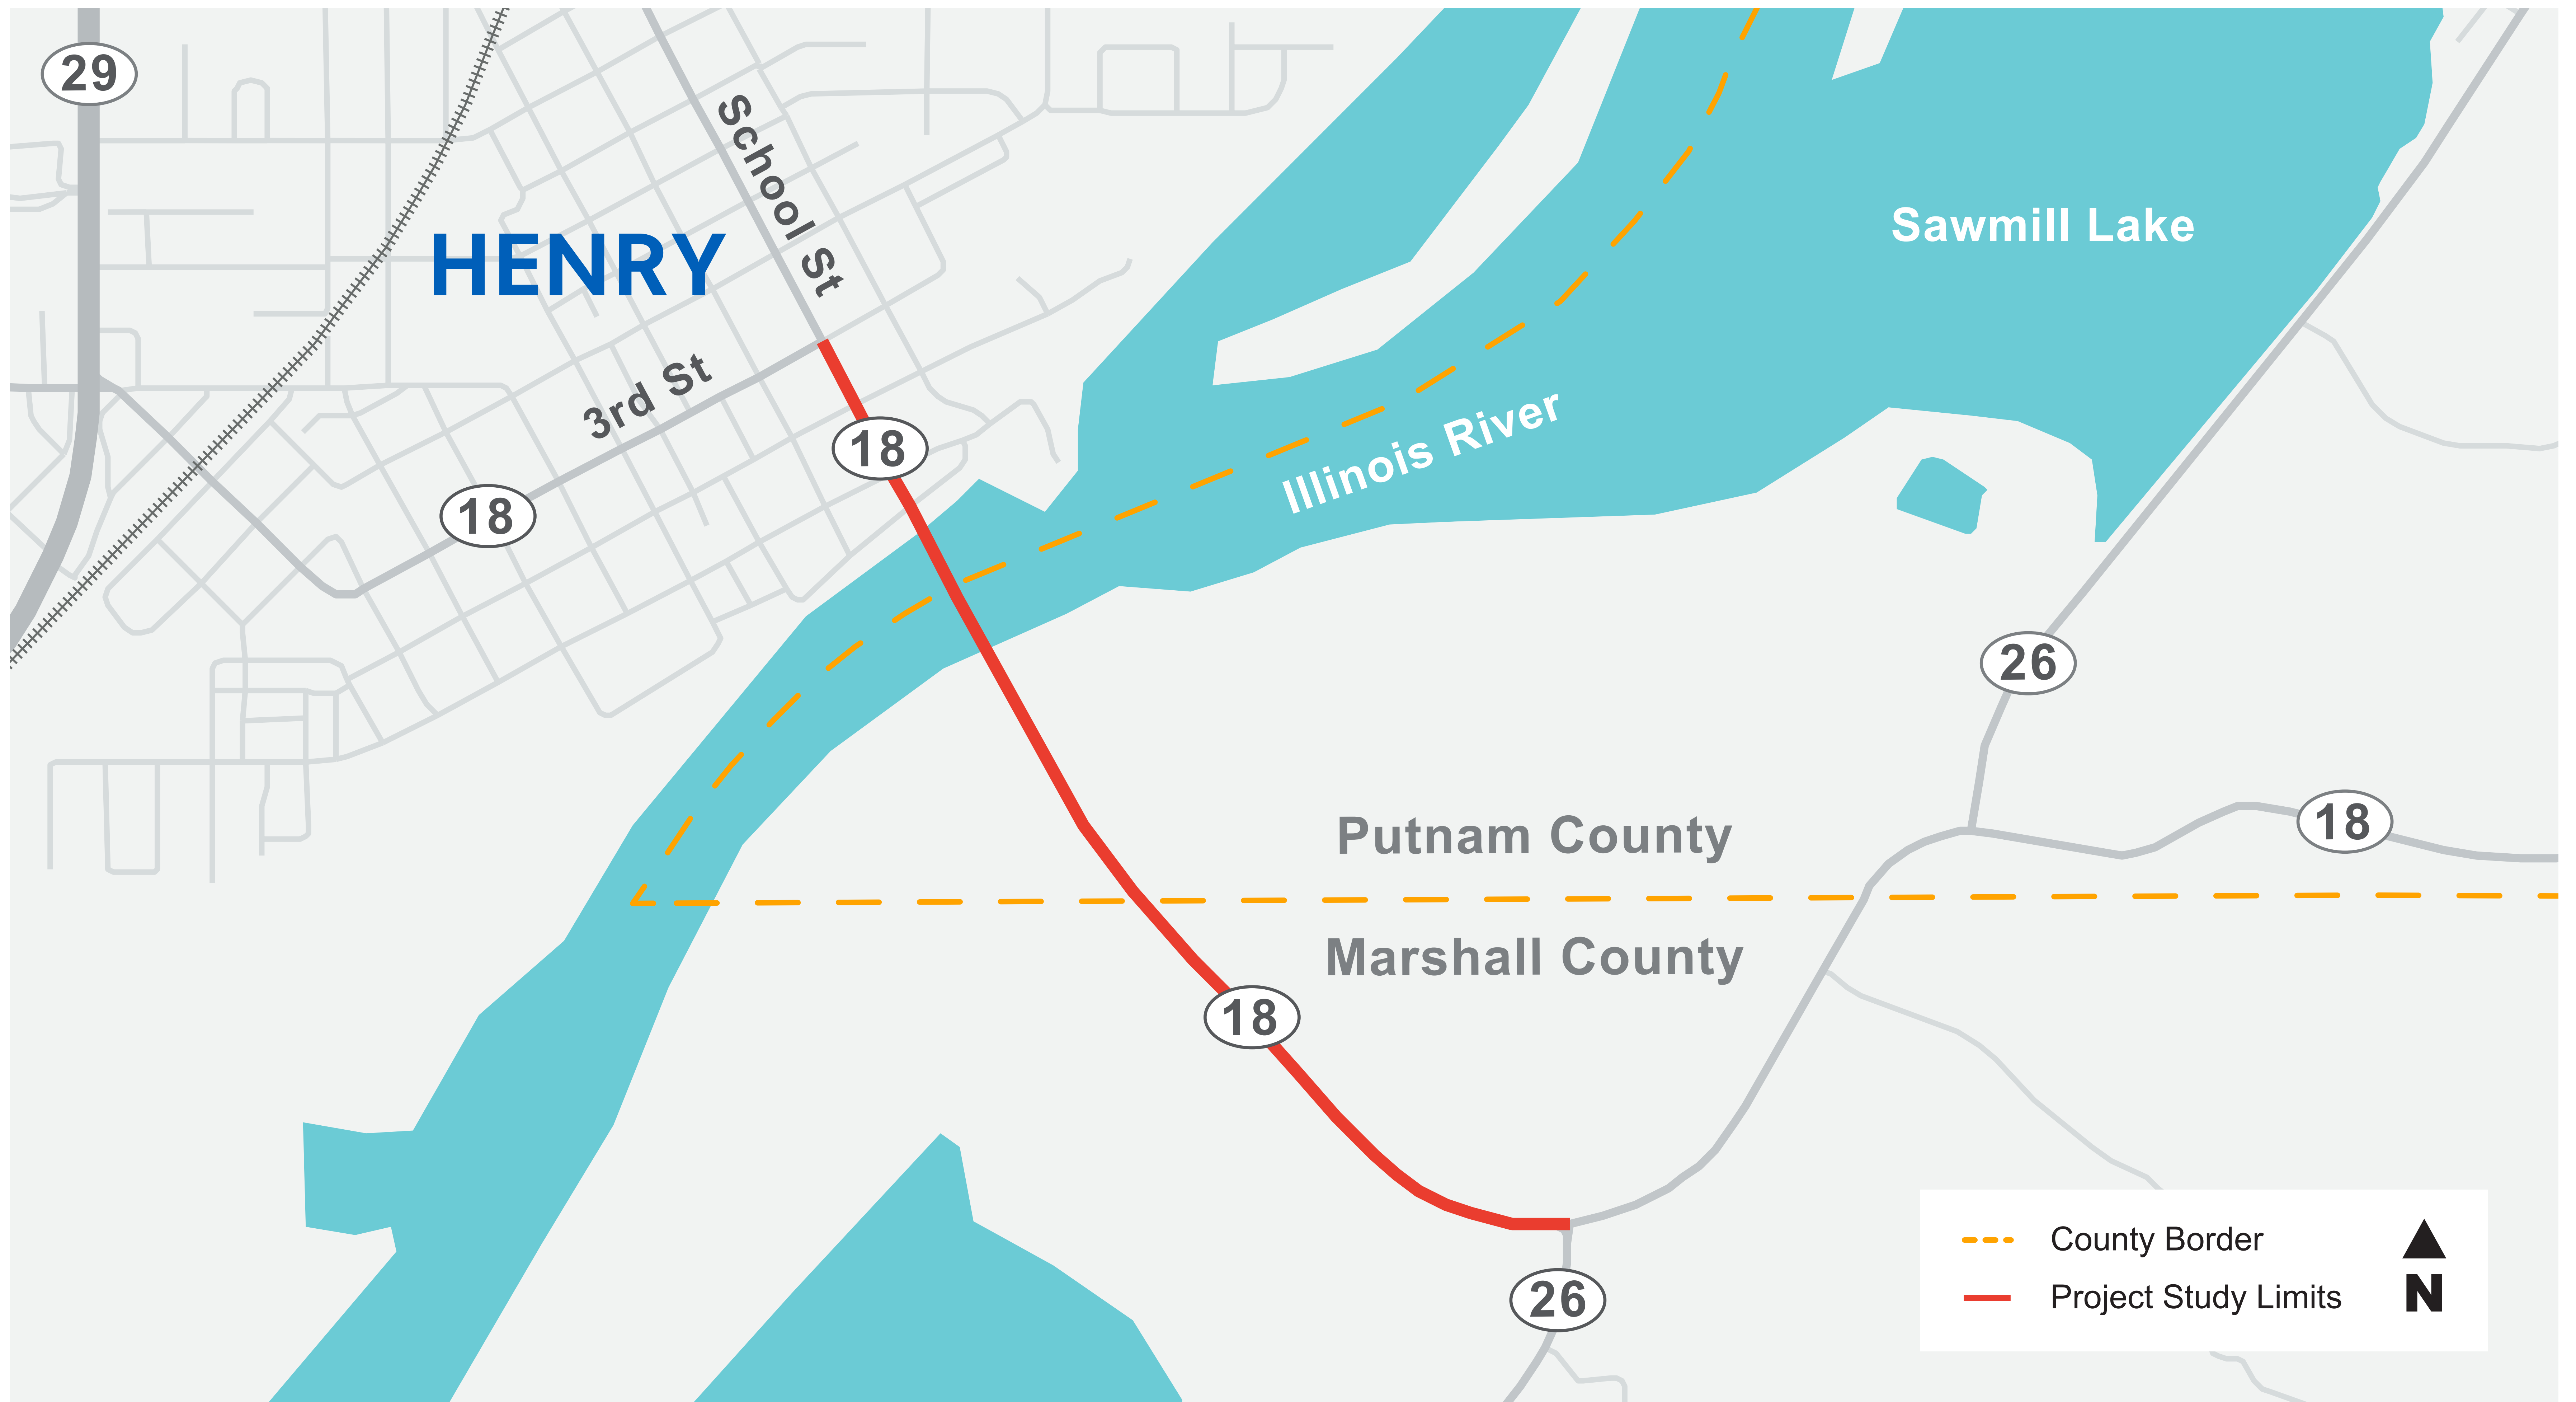 29
School St
Sawmill Lake
HENRY
3rd St
18
Illinois River
18
26
Putnam County
18
Marshall County
18
County Border
Project Study Limits
N
26